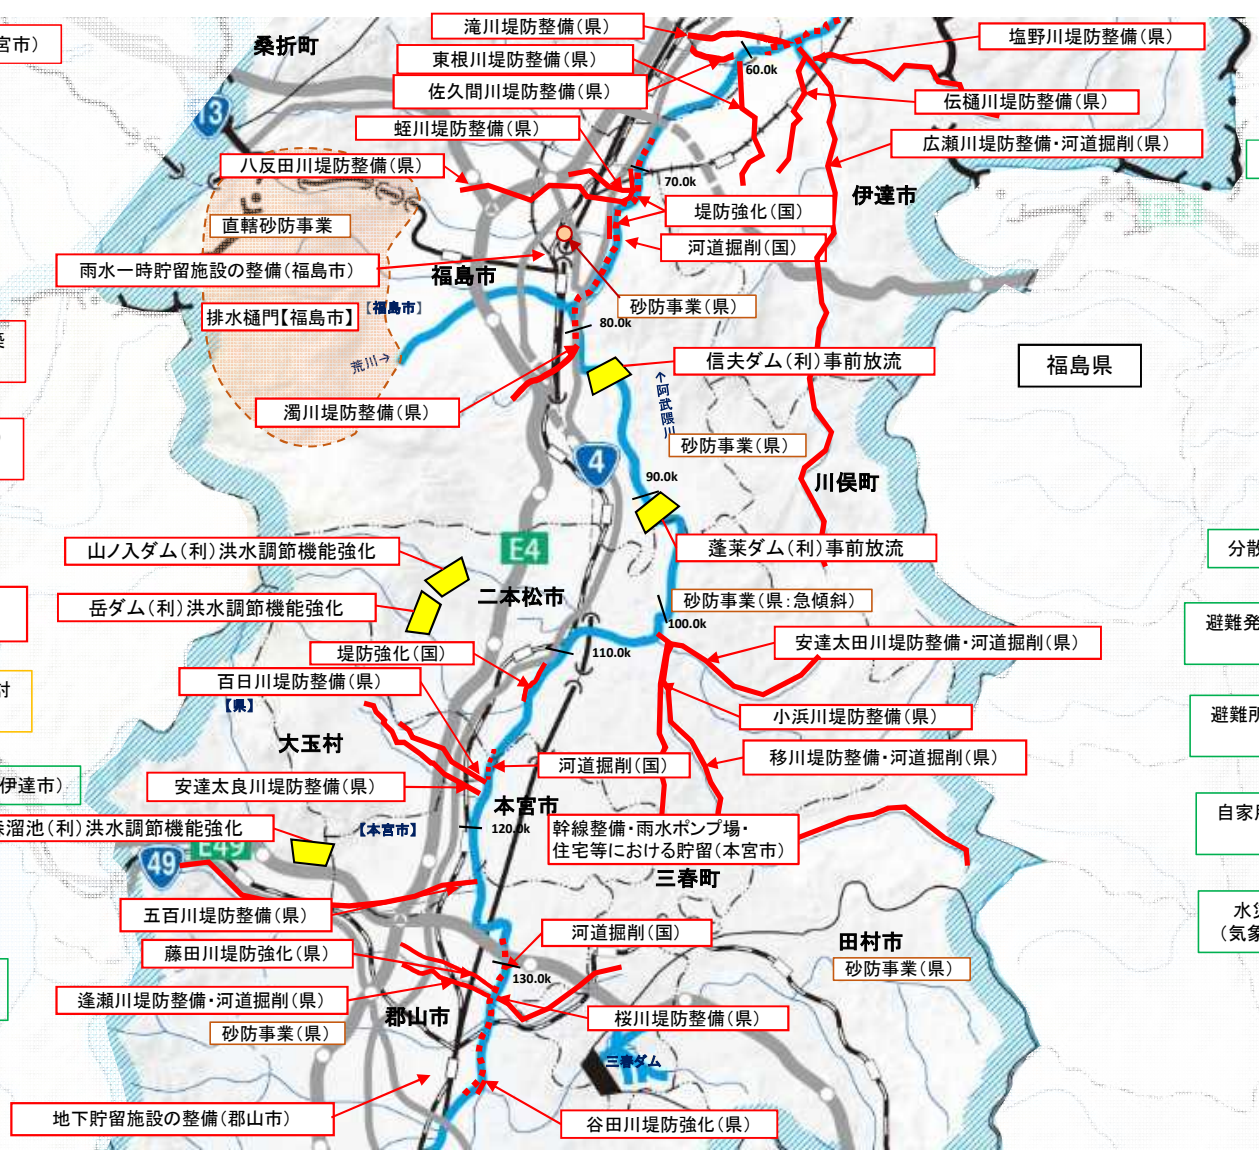 滝川堤防整備(県)
宮市)
桑折町
塩野川堤防整備(県)
東根川堤防整備(県)
60.0k
佐久間川堤防整備(県)
伝樋川堤防整備(県)
13
蛭川堤防整備(県)
広瀬川堤防整備・河道掘削(県)
八反田川堤防整備(県)
70.0k
伊達市
堤防強化(国)
E13
直轄砂防事業
河道掘削(国)
雨水一時貯留施設の整備(福島市)
福島市
砂防事業(県)
排水樋門【福島市】
【福島市】
80.0k
荒川→
信夫ダム(利)事前放流
福島県
←阿武隈川
濁川堤防整備(県)
砂防事業(県)
4
90.0k
川俣町
E4
蓬莱ダム(利)事前放流
分散
山ノ入ダム(利)洪水調節機能強化
二本松市
砂防事業(県:急傾斜)
岳ダム(利)洪水調節機能強化
100.0k
避難発
安達太田川堤防整備・河道掘削(県)
堤防強化(国)
110.0k
百日川堤防整備(県)
付
【県】
小浜川堤防整備(県)
避難所
大玉村
移川堤防整備・河道掘削(県)
河道掘削(国)
伊達市)
安達太良川堤防整備(県)
本宮市
自家用
溜池(利)洪水調節機能強化
【本宮市】
120.0k
幹線整備・雨水ポンプ場・
住宅等における貯留(本宮市)
E49
49
三春町
五百川堤防整備(県)
水災
(気象
河道掘削(国)
田村市
藤田川堤防強化(県)
砂防事業(県)
130.0k
逢瀬川堤防整備・河道掘削(県)
郡山市
桜川堤防整備(県)
砂防事業(県)
三春ダム
地下貯留施設の整備(郡山市)
谷田川堤防強化(県)